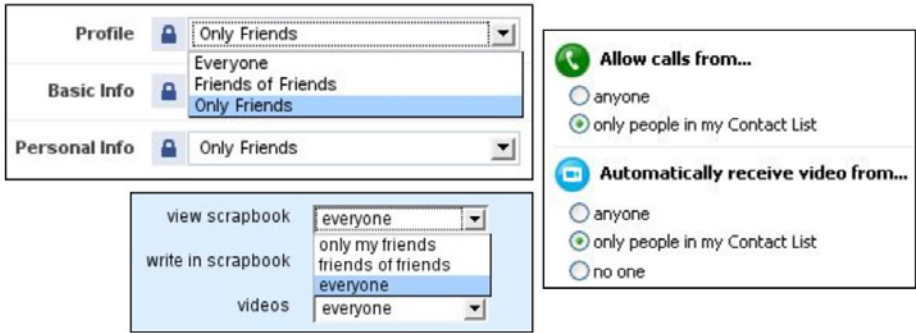 Profile Only Friends
Everyone
Friends of Friends
Only Friends
Basic Info
Personal Info Only Friends
Allow calls from...
anyone
only people in my Contact List
Automatically receive video from...
anyone
only people in my Contact List
no one
view scrapbook everyone
only my friends
friends of friends
everyone
write in scrapbook
videos everyone